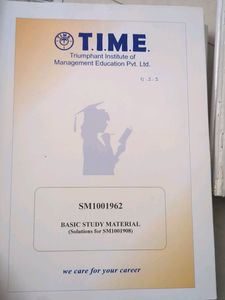 T.I.M.E.
Triumphant Institute of
Management Education Pvt. Ltd.
SM1001962
BASIC STUDY MATERIAL
(Solutions for SM1001908)
we care for your career